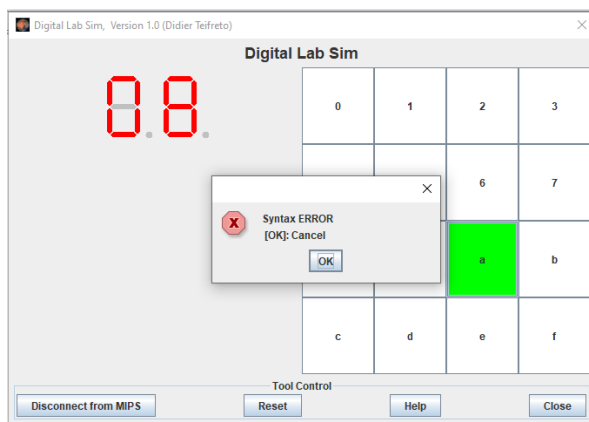 Digital Lab Sim, Version 1.0 (Didier Teifreto)
Digital Lab Sim
08
0 1 2 3
6 7
Syntax ERROR
[OK]: Cancel
OK
a b
c d e f
Tool Control
Disconnect from MIPS Reset Help Close